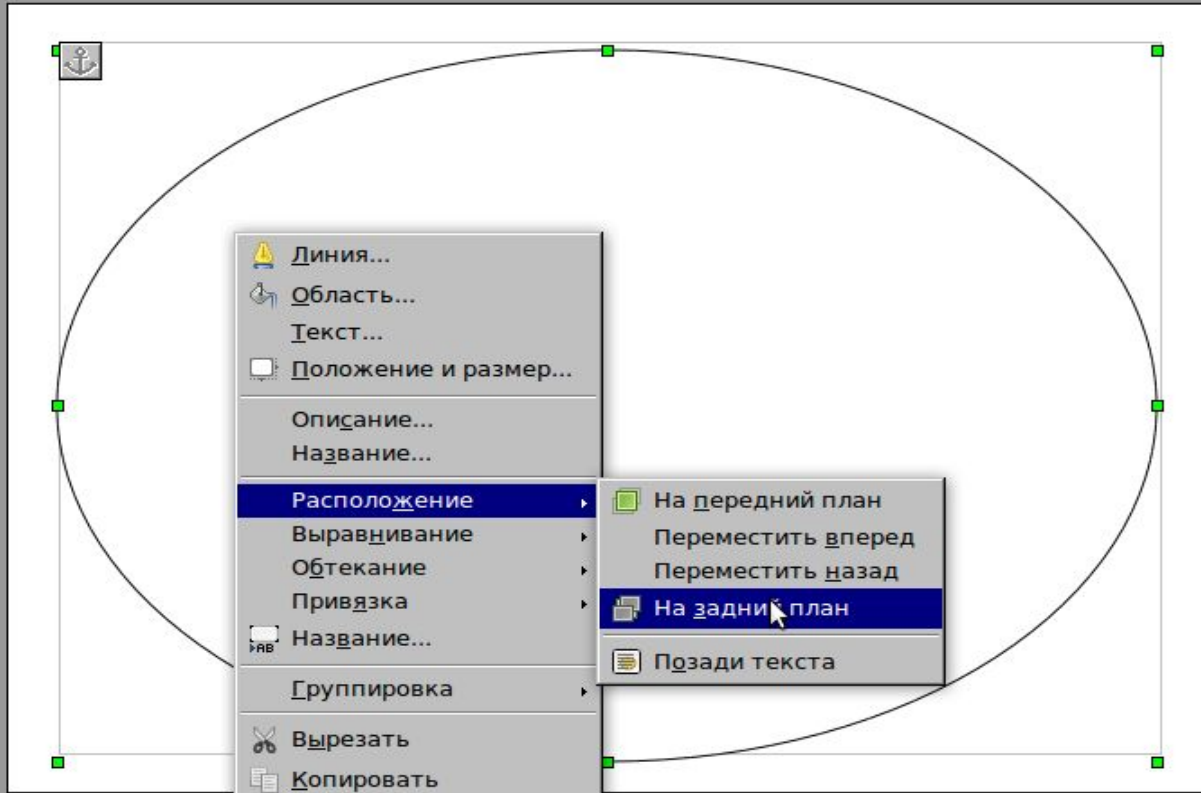 Линия...
Область...
Текст...
Положение и размер...
Описание...
Название...
Расположение
Выравнивание
Обтекание
Привязка
Название...
AB
Группировка
Вырезать
Копировать
На передний план
Переместить вперед
Переместить назад
На задний план
Позади текста